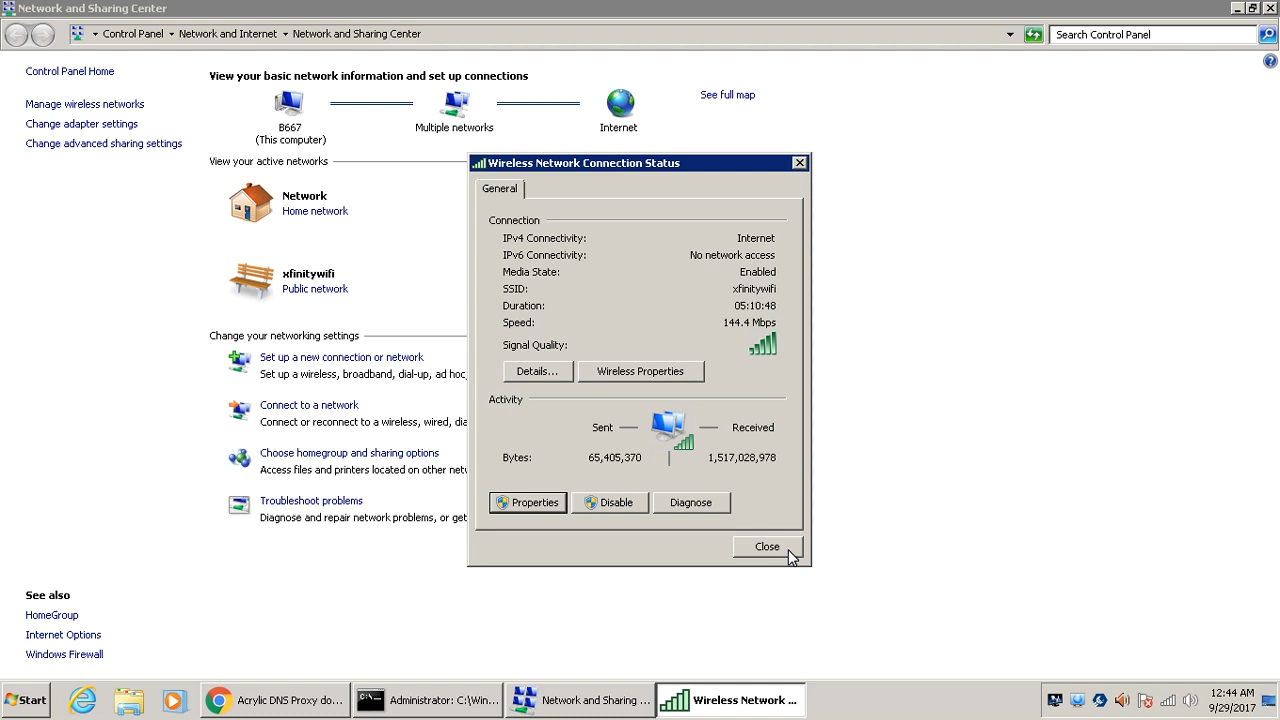 Network and Sharing Center
Control Panel
Network and Internet
Network and Sharing Center
Search Control Panel
Control Panel Home
Manage wireless networks
Change adapter settings
Change advanced sharing settings
See also
HomeGroup
Internet Options
Windows Firewall
View your basic network information and set up connections
See full map
B667
(This computer)
Multiple networks
Internet
View your active networks
Network
Home network
xfinitywifi
Public network
Change your networking settings
Set up a new connection or network
Set up a wireless, broadband, dial-up, ad hoc,
Connect to a network
Connect or reconnect to a wireless, wired, dia
Choose homegroup and sharing options
Access files and printers located on other netw
Troubleshoot problems
Diagnose and repair network problems, or get
Wireless Network Connection Status
General
Connection
IPv4 Connectivity: Internet
IPv6 Connectivity: No network access
Media State: Enabled
SSID: xfinitywifi
Duration: 05:10:48
Speed: 144.4 Mbps
Signal Quality:
Details...
Wireless Properties
Activity
Sent
Received
Bytes: 65,405,370 1,517,028,978
Properties
Disable
Diagnose
Close
Start
Acrylic DNS Proxy do...
Administrator: C:\Win...
Network and Sharing ...
Wireless Network ...
12:44 AM
9/29/2017